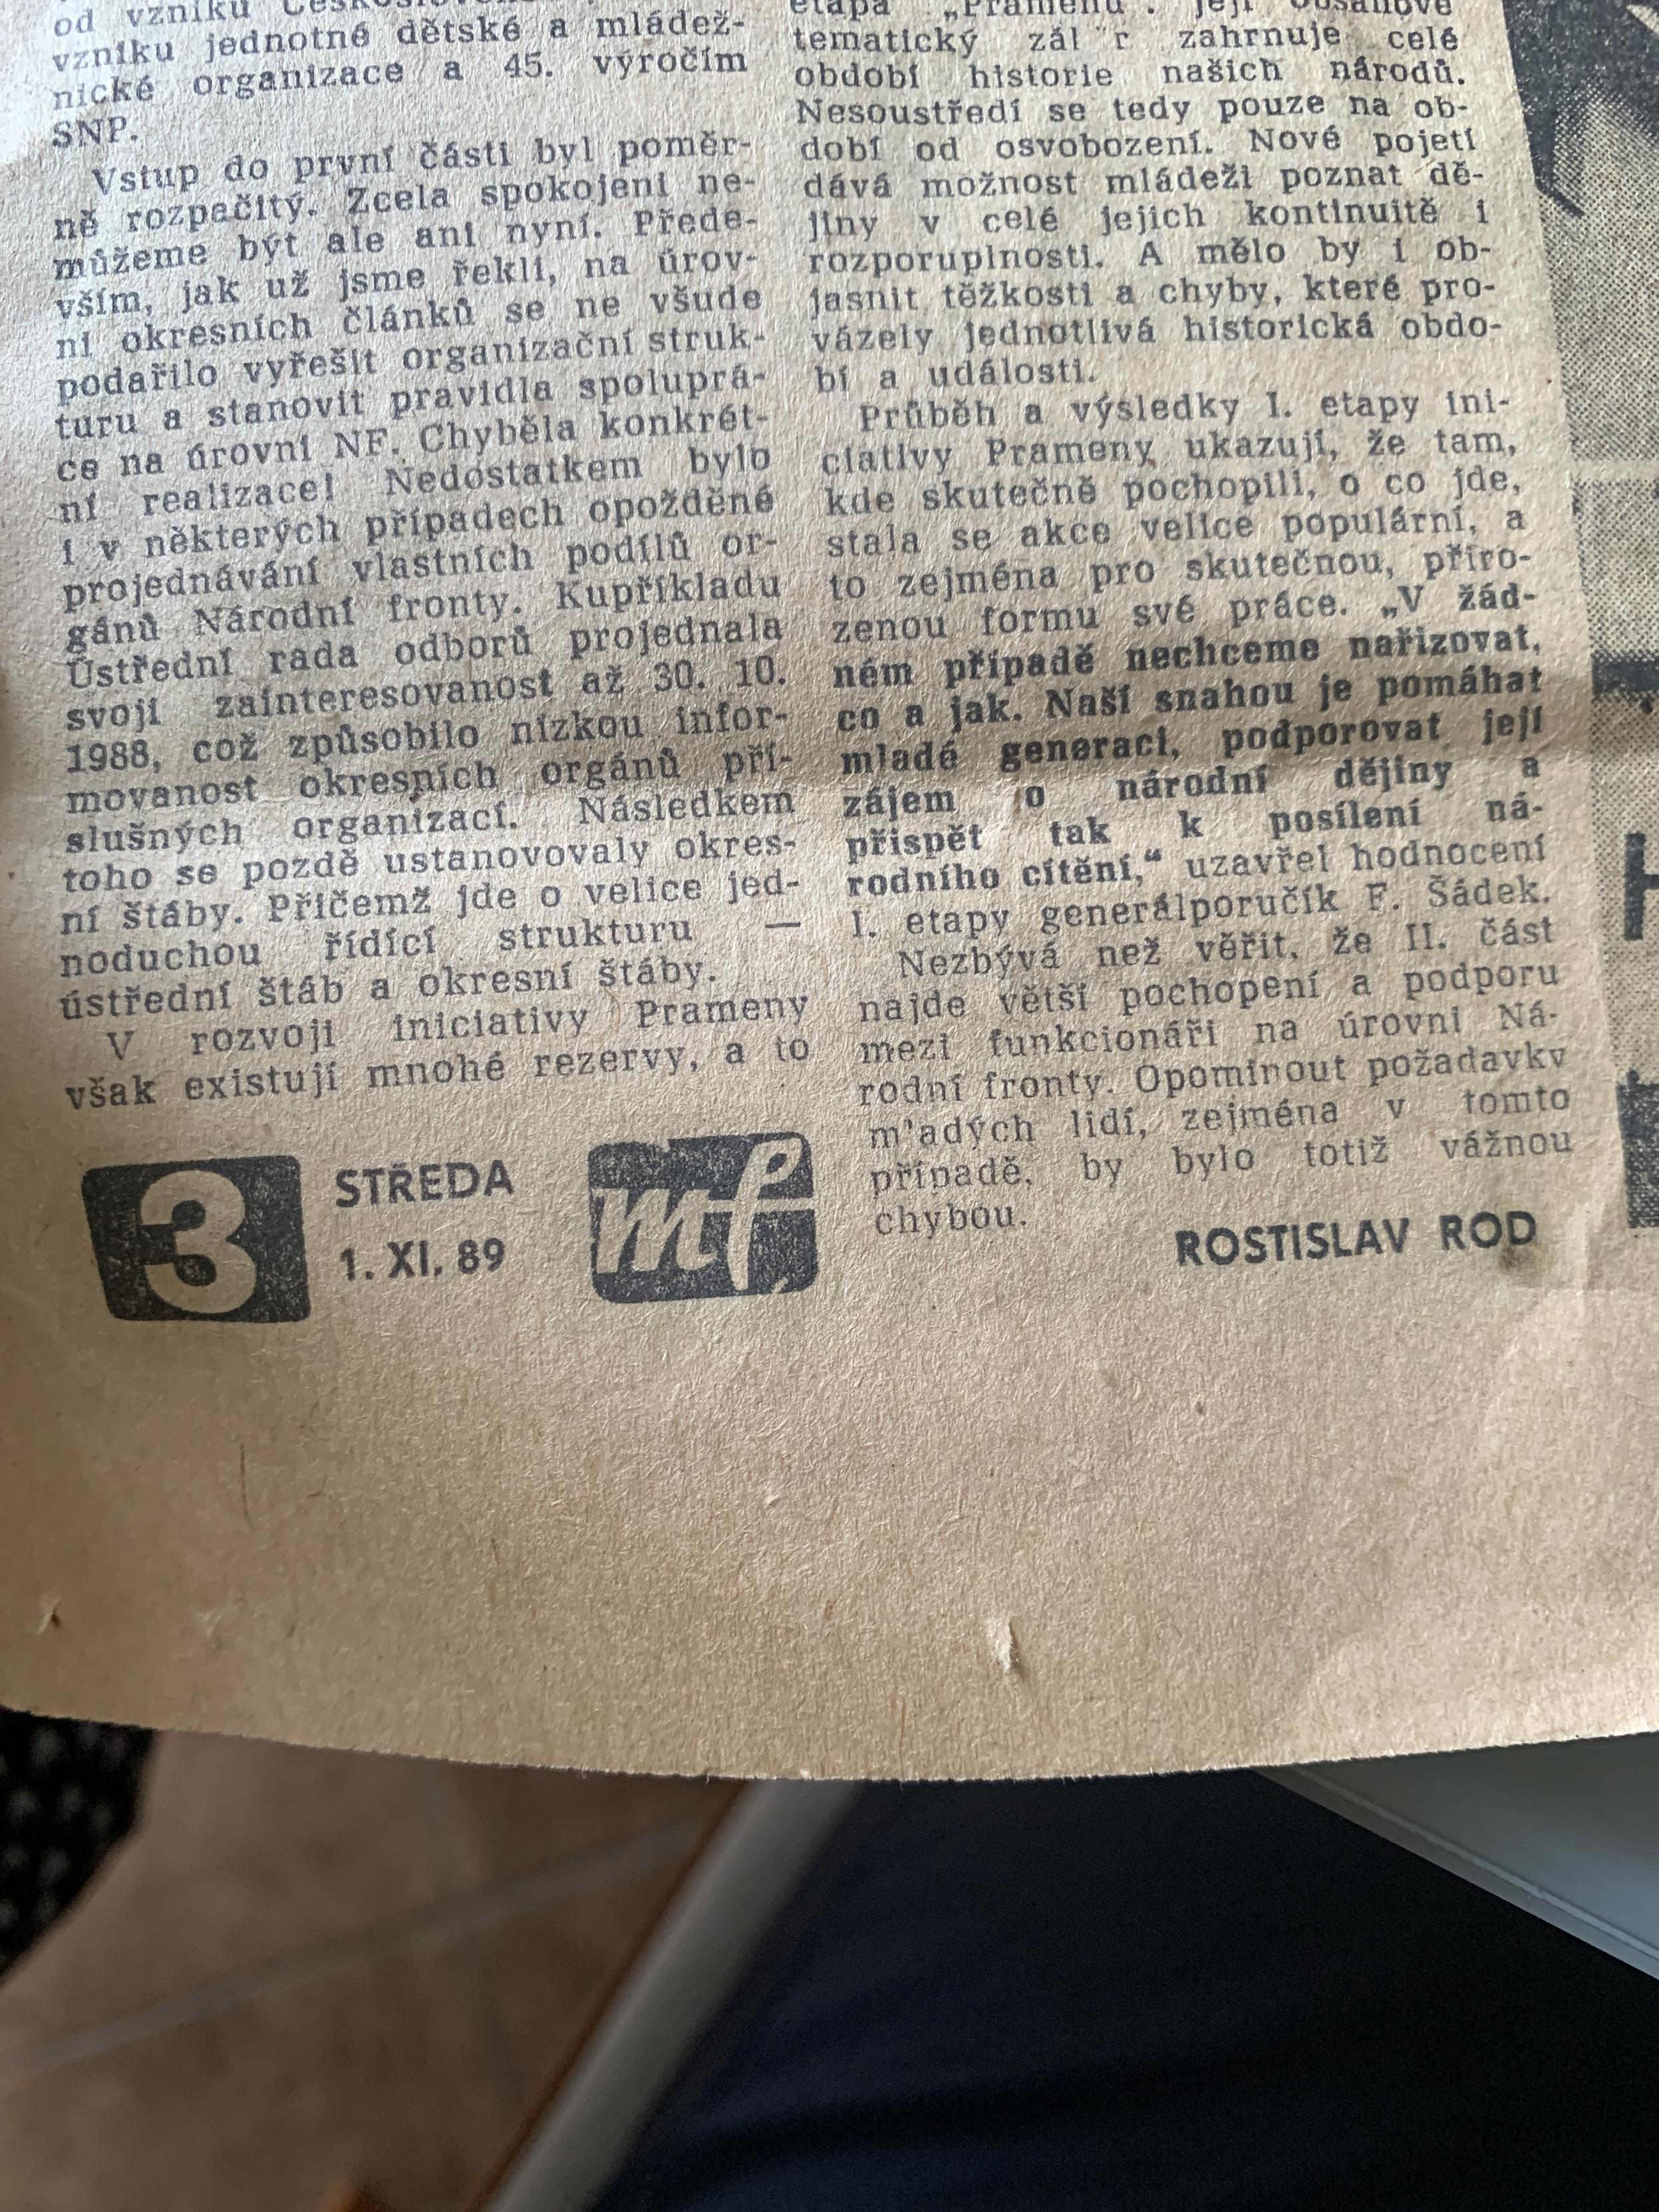 od vzniku
vzniku jednotné dětské a mládež-
nické organizace a 45. výročím
SNP.
Vstup do první části byl poměr-
ně rozpačitý. Zcela spokojeni ne-
můžeme být ale ani nyní. Přede-
vším, jak už jsme řekli, na úrov-
ni okresních článků se ne všude
podařilo vyřešit organizační struk-
turu a stanovit pravidla spoluprá-
ce na úrovni NF. Chyběla konkrét-
ní realizace! Nedostatkem bylo
i v některých případech opožděné
projednávání vlastních podílů or-
gánů Národní fronty. Kupříkladu
Ústřední rada odborů projednala
svoji zainteresovanost až 30. 10.
1988, což způsobilo nízkou infor-
movanost okresních orgánů pří-
slušných organizací. Následkem
toho se pozdě ustanovovaly okres-
ní štáby. Přičemž jde o velice jed-
noduchou řídící strukturu —
ústřední štáb a okresní štáby.
V rozvoji iniciativy Prameny
však existují mnohé rezervy, a to
3
STŘEDA
1. XI. 89
mf
etapa „Pramenů“. Její obsahově
tematický zál r zahrnuje celé
období historie našich národů.
Nesoustředí se tedy pouze na ob-
dobí od osvobození. Nové pojetí
dává možnost mládeži poznat dě-
jiny v celé jejich kontinuitě i
rozporuplnosti. A mělo by i ob-
jasnit těžkosti a chyby, které pro-
vázely jednotlivá historická obdo-
bí a události.
Průběh a výsledky I. etapy ini-
ciativy Prameny ukazují, že tam,
kde skutečně pochopili, o co jde,
stala se akce velice populární, a
to zejména pro skutečnou, přiro-
zenou formu své práce. „V žád-
ném případě nechceme nařizovat,
co a jak. Naší snahou je pomáhat
mladé generaci, podporovat její
zájem o národní dějiny a
přispět tak k posílení ná-
rodního cítění,“ uzavřel hodnocení
I. etapy generálporučík F. Šádek.
Nezbývá než věřit, že II. část
najde větší pochopení a podporu
mezi funkcionáři na úrovni Ná-
rodní fronty. Opominout požadavky
m'adých lidí, zejména v tomto
případě, by bylo totiž vážnou
chybou.
ROSTISLAV ROD